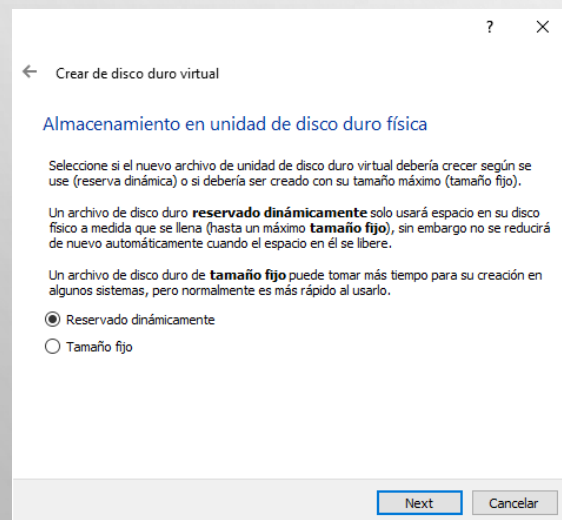 ?
Crear de disco duro virtual
Almacenamiento en unidad de disco duro física
Seleccione si el nuevo archivo de unidad de disco duro virtual debería crecer según se
use (reserva dinámica) o si debería ser creado con su tamaño máximo (tamaño fijo).
Un archivo de disco duro reservado dinámicamente solo usará espacio en su disco
físico a medida que se llena (hasta un máximo tamaño fijo), sin embargo no se reducirá
de nuevo automáticamente cuando el espacio en él se libere.
Un archivo de disco duro de tamaño fijo puede tomar más tiempo para su creación en
algunos sistemas, pero normalmente es más rápido al usarlo.
Reservado dinámicamente
Tamaño fijo
Next Cancelar